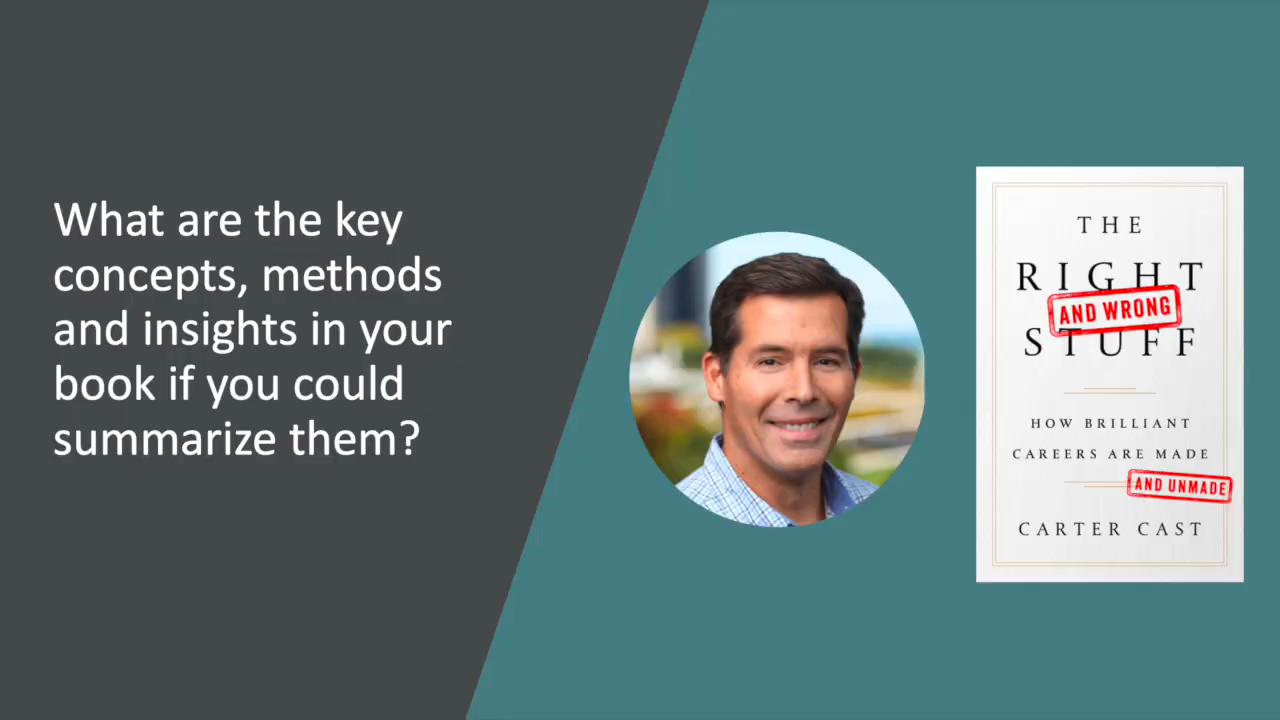 What are the key
concepts, methods
and insights in your
book if you could
summarize them?
THE
RIGHT
AND WRONG
STUFF
HOW BRILLIANT
CAREERS ARE MADE
AND UNMADE
CARTER CAST